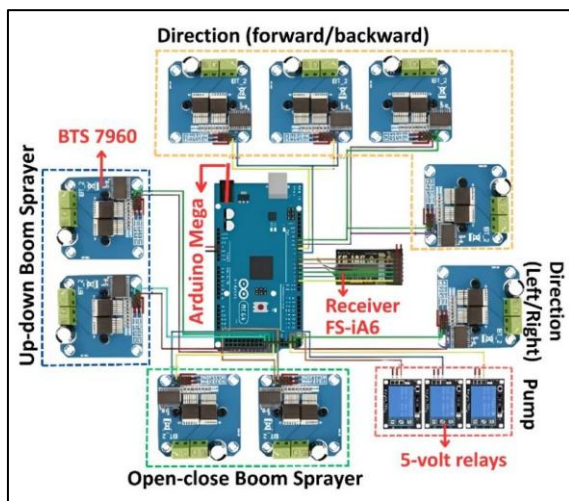 Direction (forward/backward)
BTS 7960
Up-down Boom Sprayer
Arduino Mega
Receiver
FS-iA6
Direction
(Left/Right)
Pump
5-volt relays
Open-close Boom Sprayer